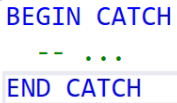 BEGIN CATCH
-- ...
END CATCH